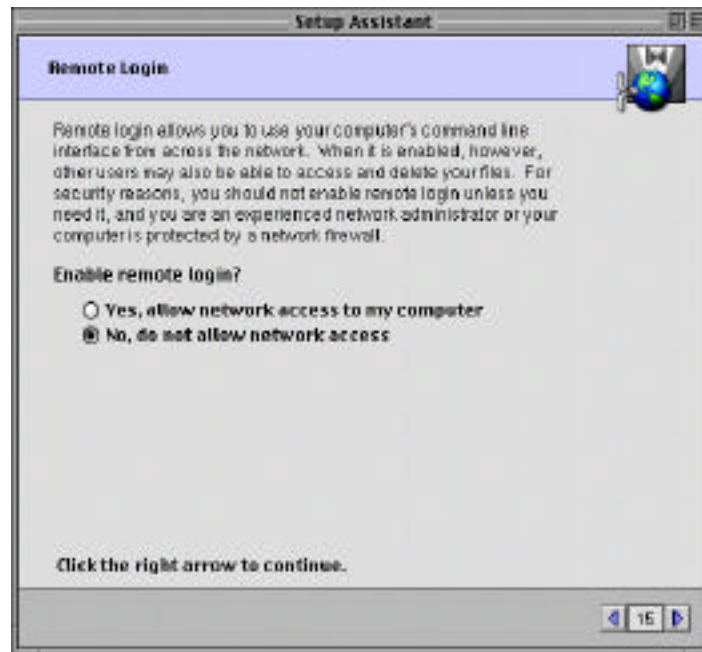 Setup Assistant
Remote Login
Remote login allows you to use your computer's command line
interface from across the network. When it is enabled, however,
other users may also be able to access and delete your files. For
security reasons, you should not enable remote login unless you
need it, and you are an experienced network administrator or your
computer is protected by a network firewall.
Enable remote login?
Yes, allow network access to my computer
No, do not allow network access
Click the right arrow to continue.
15